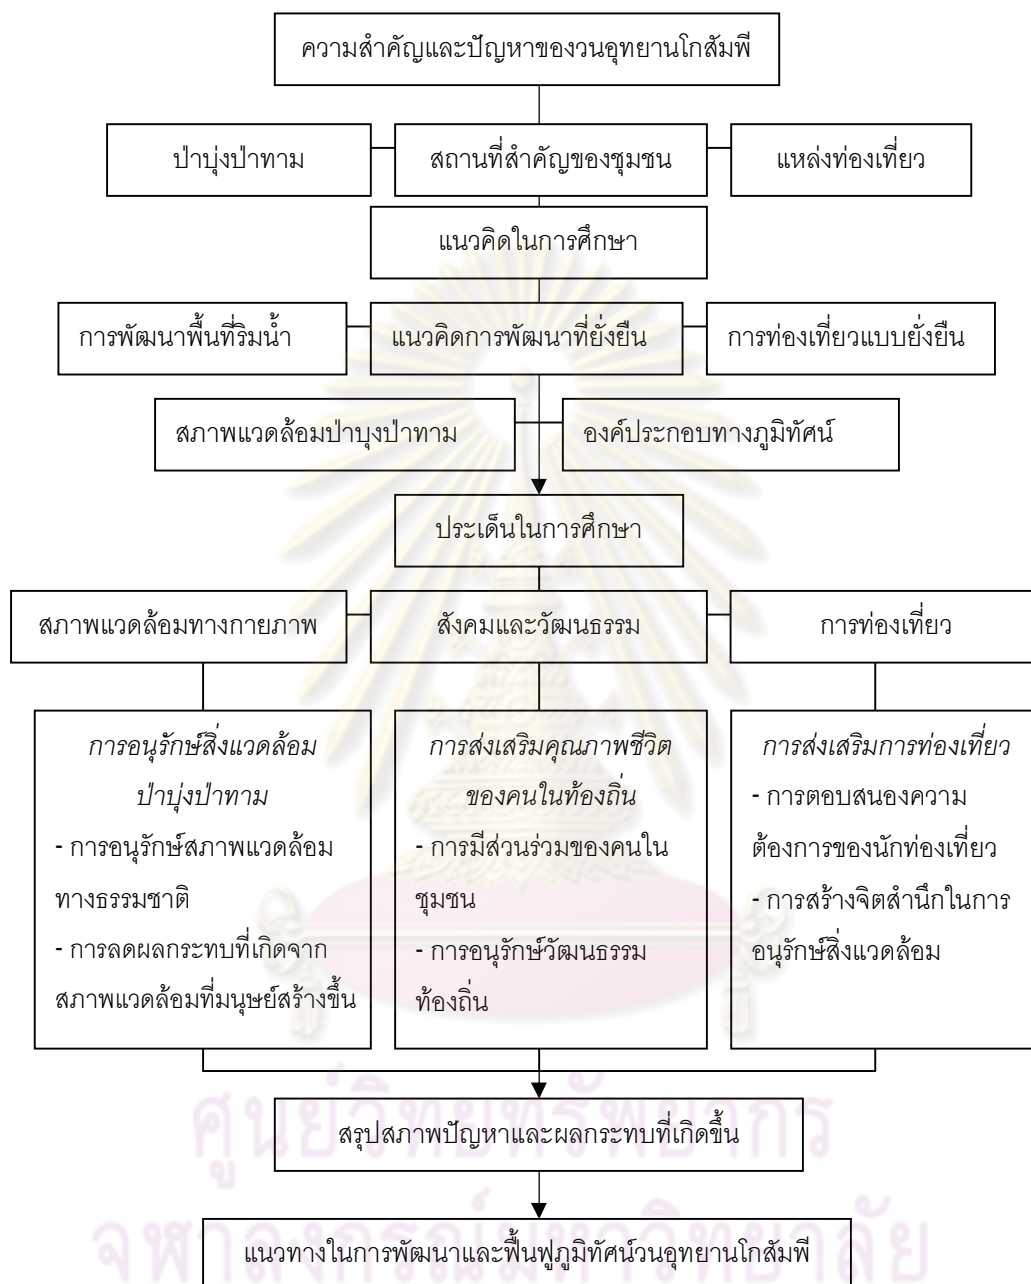 ความสำคัญและปัญหาของวนอุทยานโกสัมพี
ป่าบุ่งป่าทาม
สถานที่สำคัญของชุมชน
แหล่งท่องเที่ยว
แนวคิดในการศึกษา
การพัฒนาพื้นที่ริมน้ำ
แนวคิดการพัฒนาที่ยั่งยืน
การท่องเที่ยวแบบยั่งยืน
สภาพแวดล้อมป่าบุงป่าทาม
องค์ประกอบทางภูมิทัศน์
ประเด็นในการศึกษา
สภาพแวดล้อมทางกายภาพ
สังคมและวัฒนธรรม
การท่องเที่ยว
การอนุรักษ์สิ่งแวดล้อม
ป่าบุ่งป่าทาม
- การอนุรักษ์สภาพแวดล้อม
ทางธรรมชาติ
- การลดผลกระทบที่เกิดจาก
สภาพแวดล้อมที่มนุษย์สร้างขึ้น
การส่งเสริมคุณภาพชีวิต
ของคนในท้องถิ่น
- การมีส่วนร่วมของคนใน
ชุมชน
- การอนุรักษ์วัฒนธรรม
ท้องถิ่น
การส่งเสริมการท่องเที่ยว
- การตอบสนองความ
ต้องการของนักท่องเที่ยว
- การสร้างจิตสำนึกในการ
อนุรักษ์สิ่งแวดล้อม
สรุปสภาพปัญหาและผลกระทบที่เกิดขึ้น
แนวทางในการพัฒนาและฟื้นฟูภูมิทัศน์วนอุทยานโกสัมพี
ศูนย์วิทยทรัพยากร
จุฬาลงกรณ์มหาวิทยาลัย